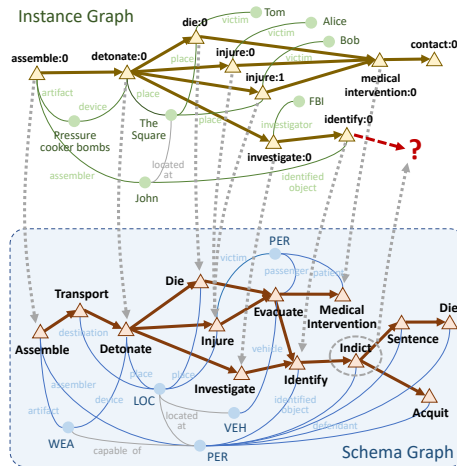 Instance Graph
die:0
Tom
victim
Alice
injure:0
victim
Bob
assemble:0
detonate:0
place
victim
contact:0
injure:1
medical
intervention:0
artifact
device
place
FBI
Pressure
cooker bombs
The
Square
place
investigator
identify:0
?
located
at
investigate:0
assembler
identified
object
John
PER
victim
passenger
patient
Transport
Die
Evacuate
Medical
Intervention
Die
destination
Injure
Indict
Sentence
Assemble
Detonate
vehicle
Identify
assembler
place
place
Investigate
artifact
device
LOC
identified
object
Acquit
located
at
VEH
defendant
WEA
capable of
PER
Schema Graph